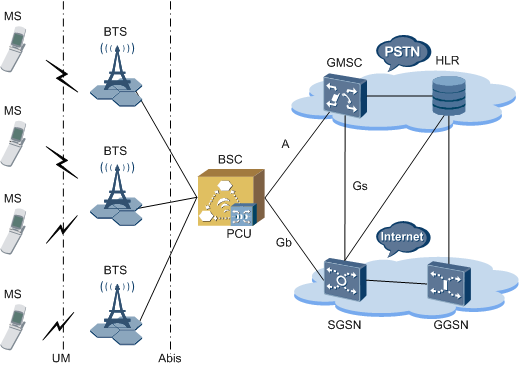 MS
BTS
PSTN
GMSC
HLR
MS
BTS
A
BSC
Gs
MS
PCU
Internet
Gb
BTS
MS
SGSN
GGSN
UM
Abis